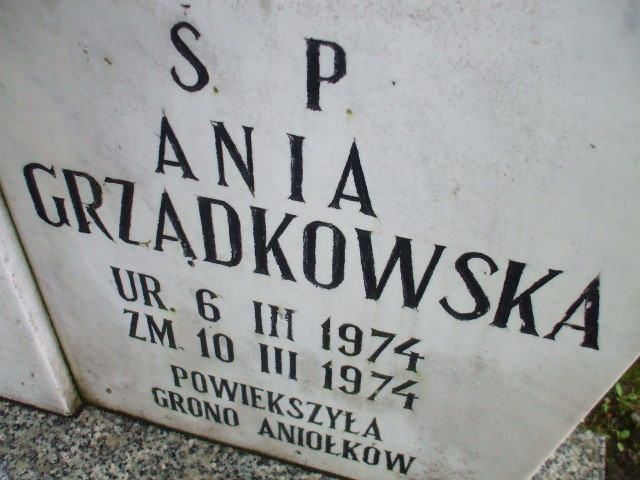 Ś P
ANIA
GRZĄDKOWSKA
UR. 6 III 1974
ZM. 10 III 1974
POWIEKSZYŁA
GRONO ANIOŁKÓW